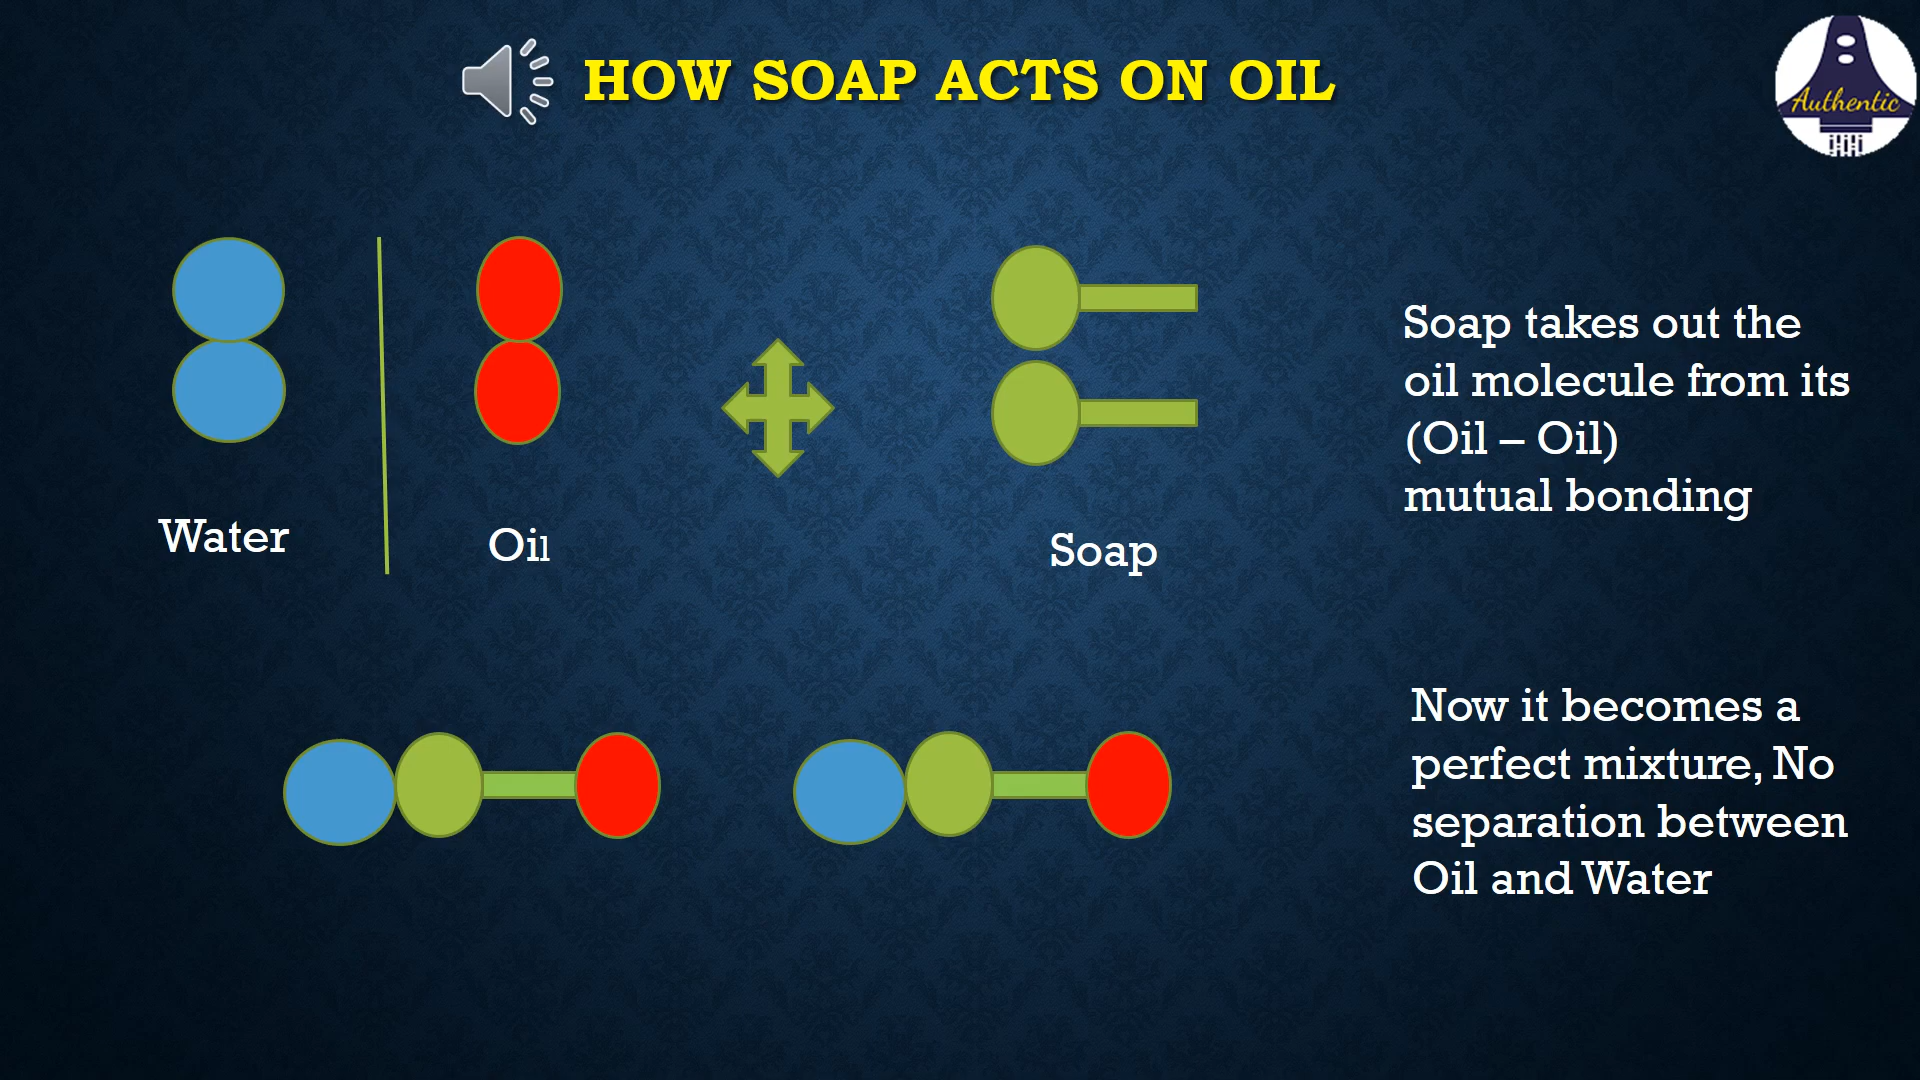 HOW SOAP ACTS ON OIL
Authentic
Water
Oil
Soap
Soap takes out the
oil molecule from its
(Oil – Oil)
mutual bonding
Now it becomes a
perfect mixture, No
separation between
Oil and Water